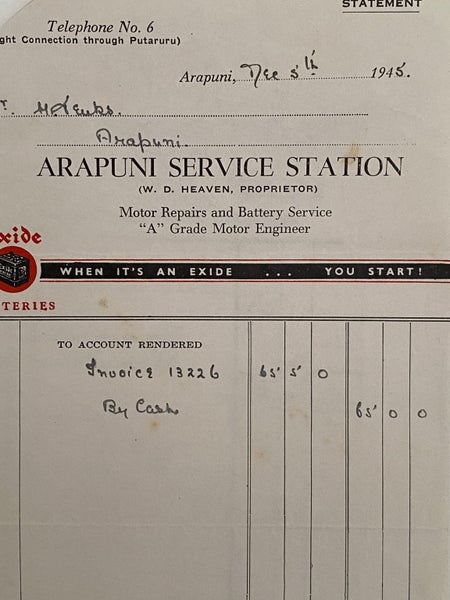 STATEMENT
Telephone No. 6
ght Connection through Putaruru)
Arapuni, Dec 5th 1945.
r.
Arapuni.
ARAPUNI SERVICE STATION
(W. D. HEAVEN, PROPRIETOR)
Motor Repairs and Battery Service
"A" Grade Motor Engineer
xide
WHEN IT'S AN EXIDE ... YOU START!
TERIES
TO ACCOUNT RENDERED
Invoice 13226 65 5 0
By Cash 65 0 0